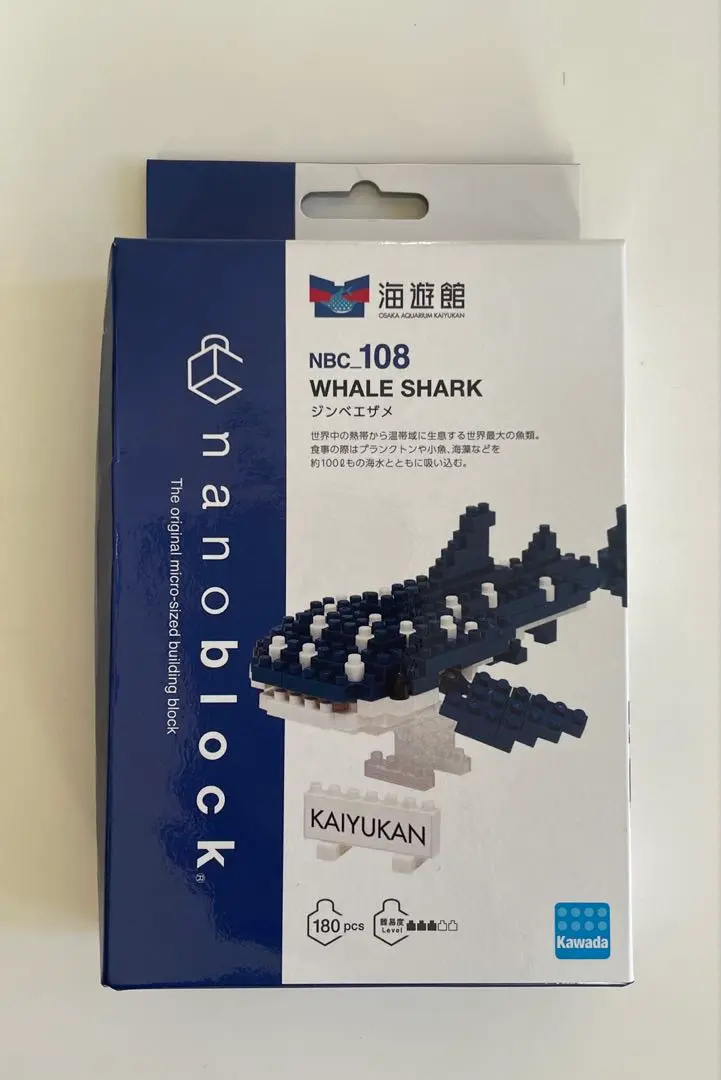 海遊館
OSAKA AQUARIUM KAIYUKAN
NBC_108
WHALE SHARK
ジンベエザメ
世界中の熱帯から温帯域に生息する世界最大の魚類。
食事の際はプランクトンや小魚、海藻などを
約100ℓもの海水とともに吸い込む。
nanoblock®
The original micro-sized building block
KAIYUKAN
180 pcs
難易度
Level
Kawada